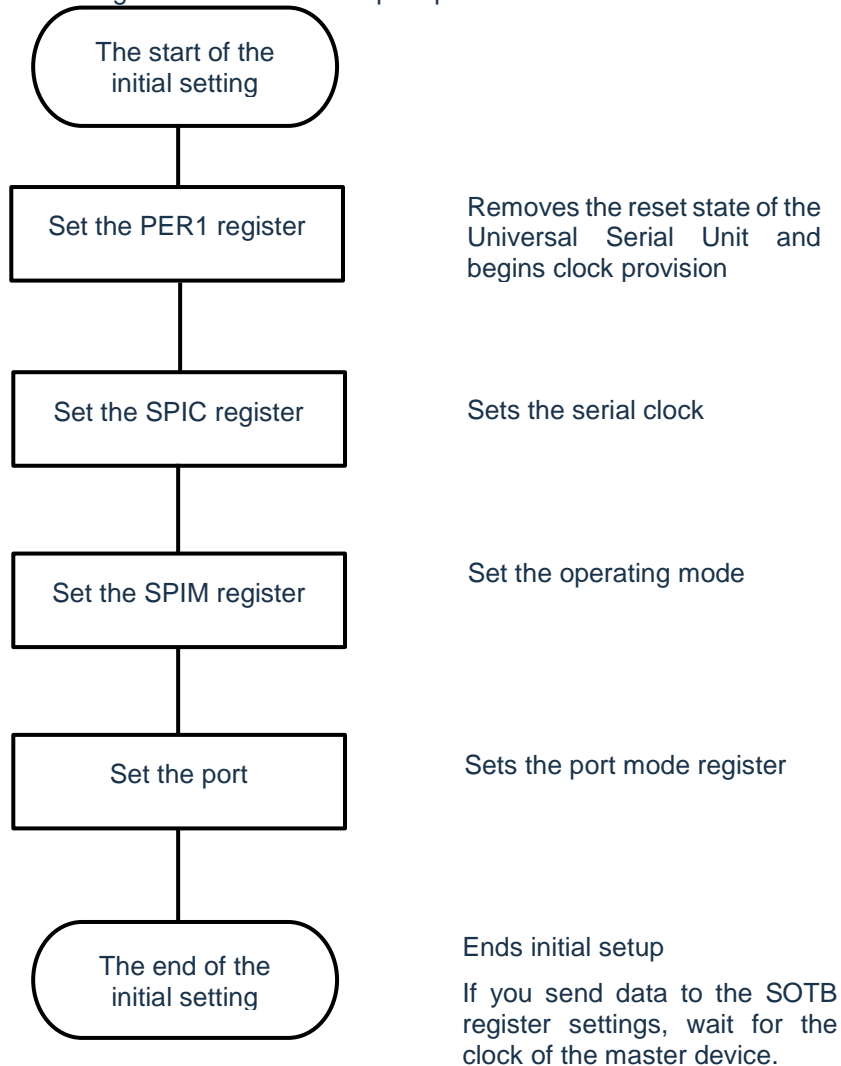 The start of the
initial setting
Set the PER1 register
Removes the reset state of the
Universal Serial Unit and
begins clock provision
Set the SPIC register
Sets the serial clock
Set the SPIM register
Set the operating mode
Set the port
Sets the port mode register
The end of the
initial setting
Ends initial setup
If you send data to the SOTB
register settings, wait for the
clock of the master device.